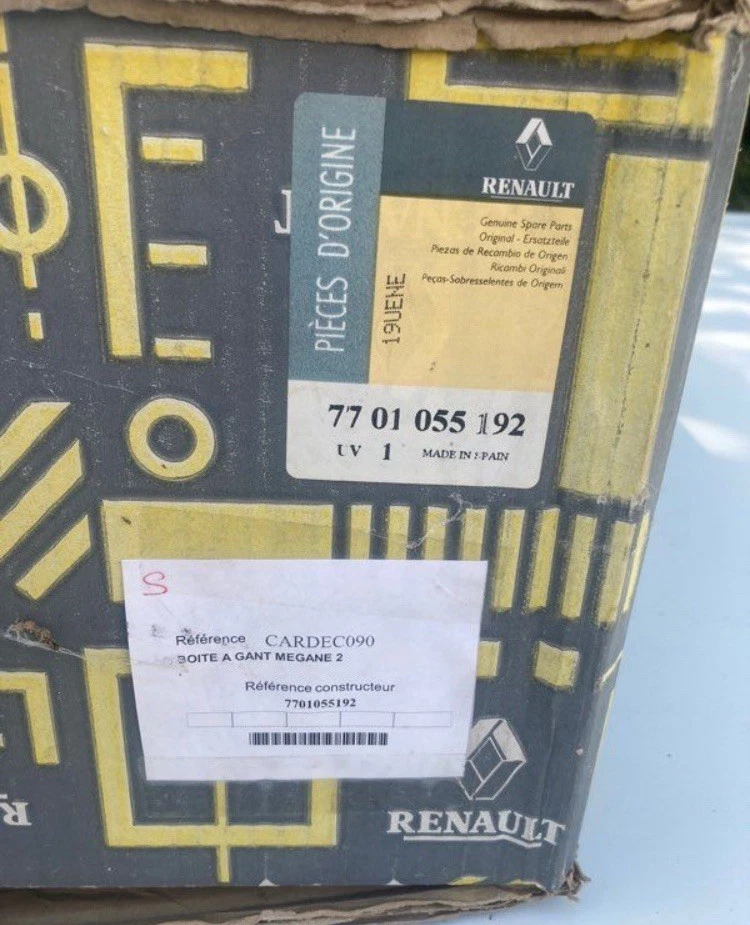 PIÈCES D'ORIGINE
RENAULT
Genuine Spare Parts
Original - Ersatzteile
Piezas de Recambio de Origen
Ricambi Originali
Peças-Sobresselentes de Origem
19UENE
77 01 055 192
UV 1 MADE IN SPAIN
S
Référence CARDEC090
BOITE A GANT MEGANE 2
Référence constructeur
7701055192
RENAULT